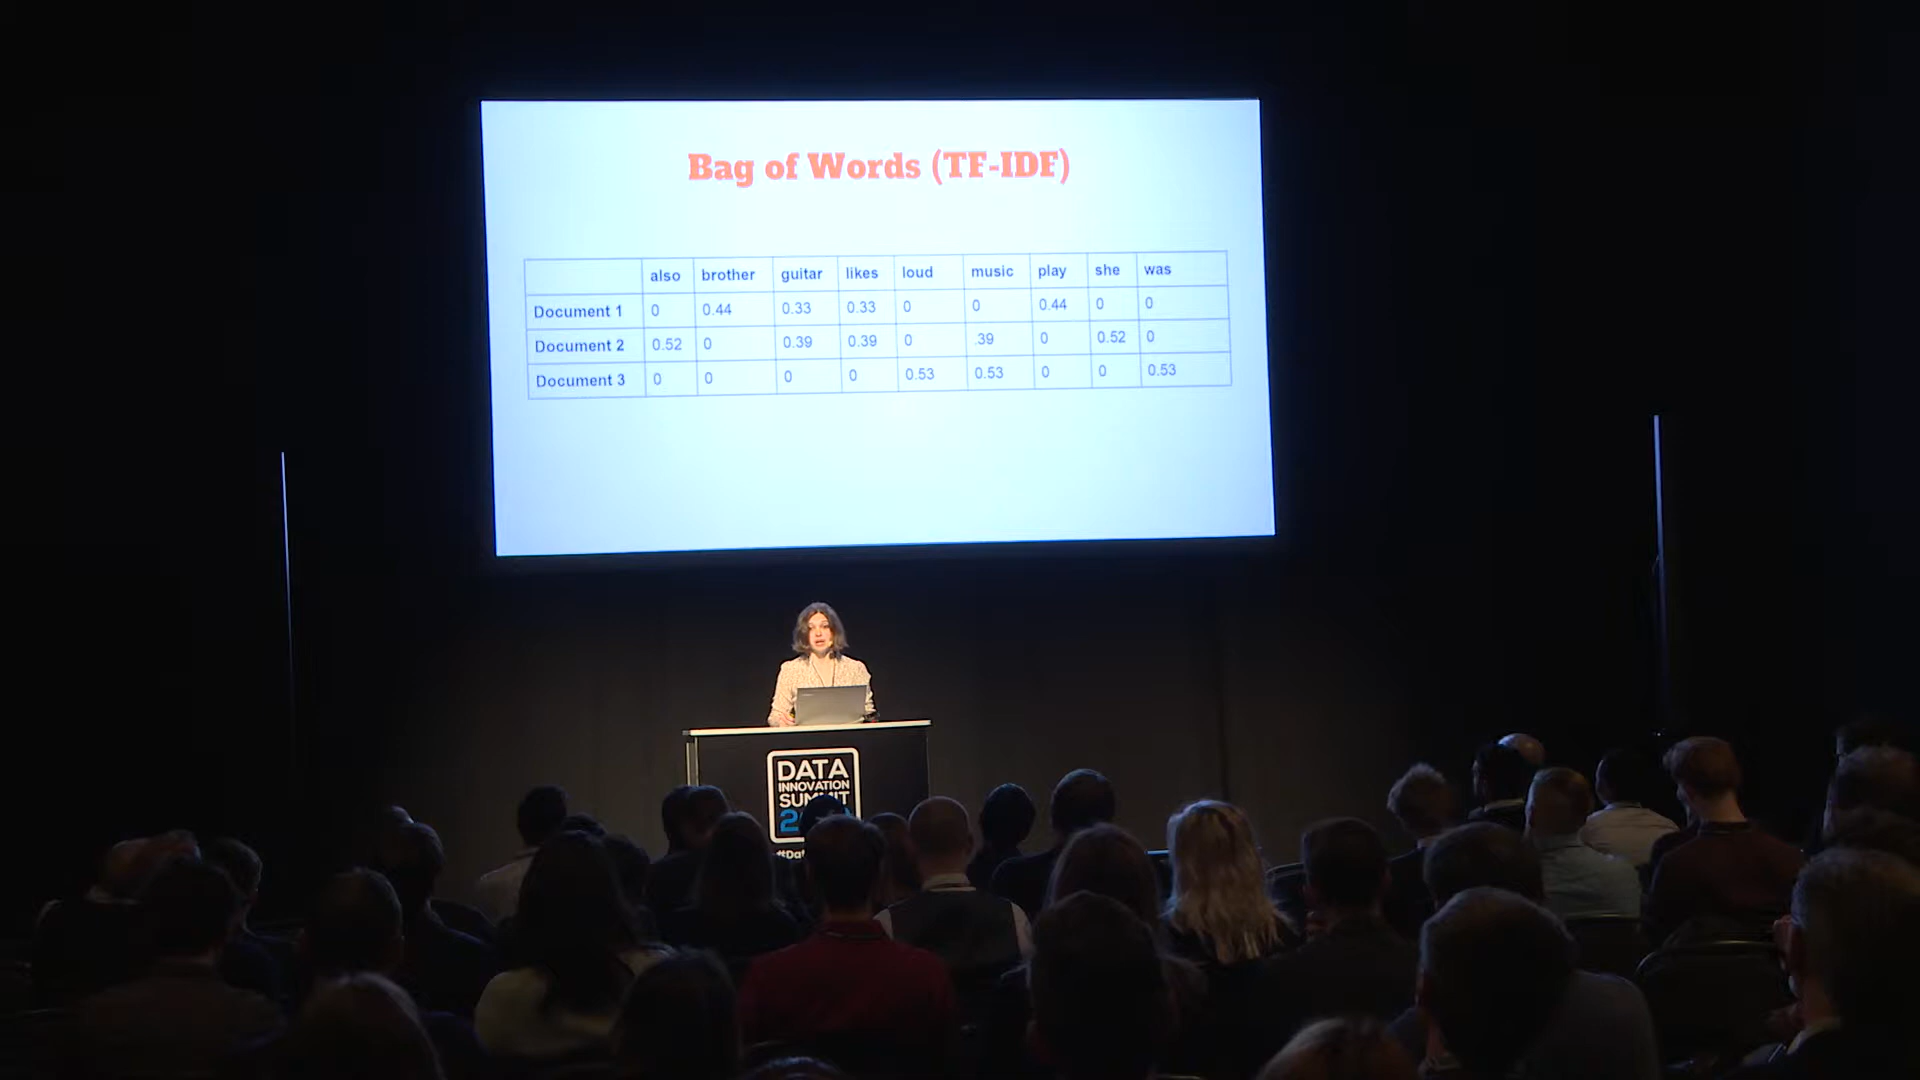 Bag of Words (TF-IDF)
also brother guitar likes loud music play she was
Document 1 0 0.44 0.33 0.33 0 0 0.44 0 0
Document 2 0.52 0 0.39 0.39 0 .39 0 0.52 0
Document 3 0 0 0 0 0.53 0.53 0 0 0.53
DATA
INNOVATION
SUMMIT